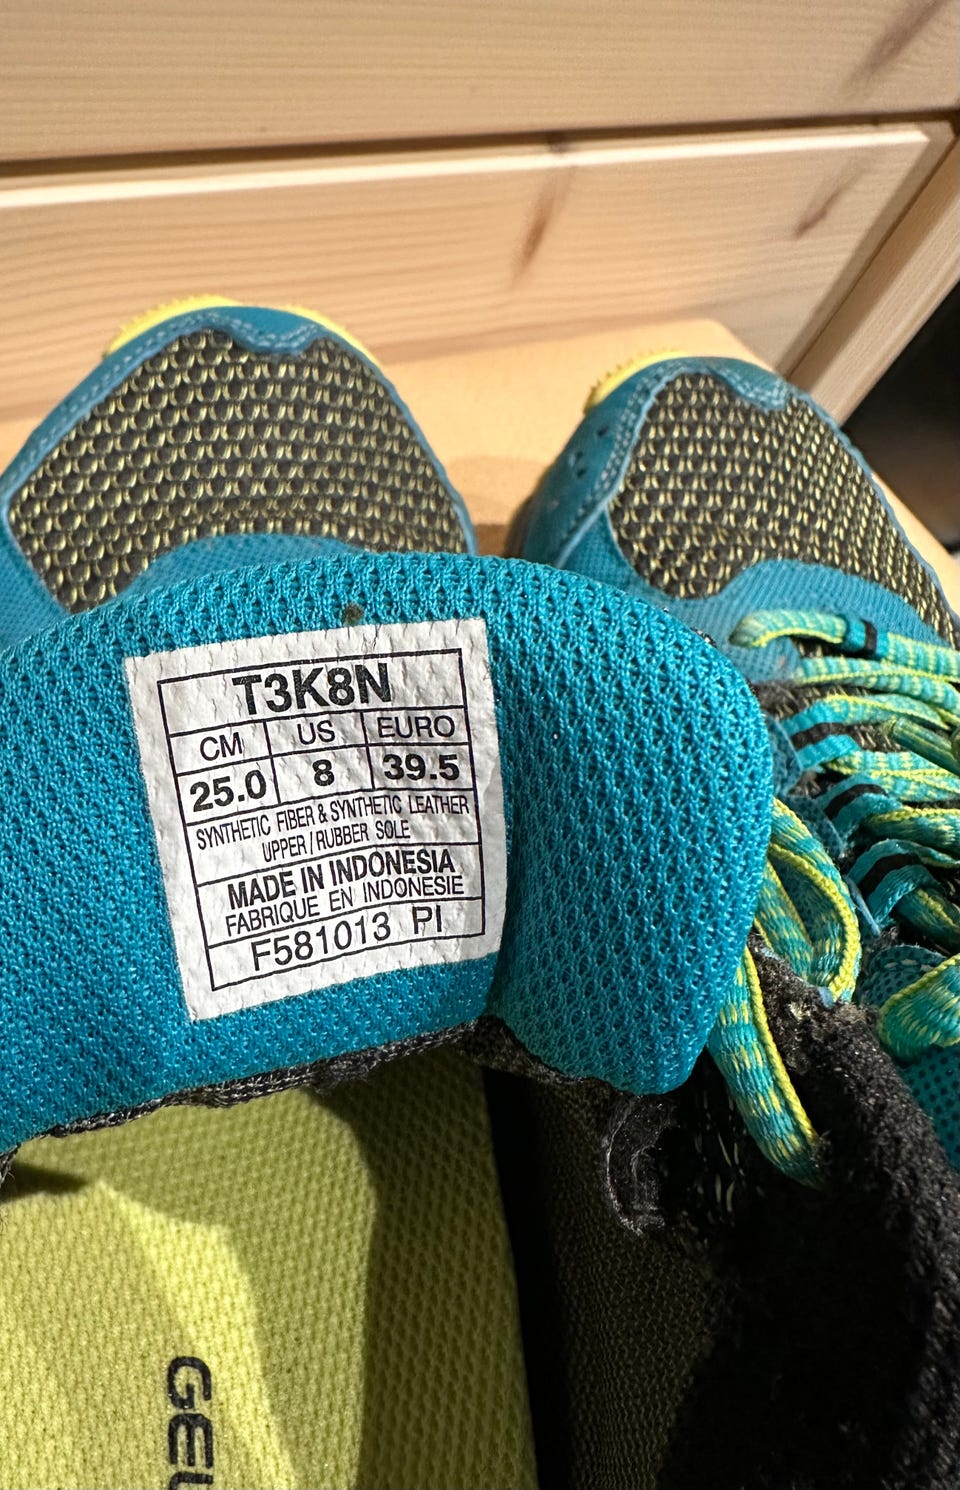 T3K8N
CM US EURO
25.0 8 39.5
SYNTHETIC FIBER & SYNTHETIC LEATHER
UPPER / RUBBER SOLE
MADE IN INDONESIA
FABRIQUE EN INDONESIE
F581013 PI
GEL